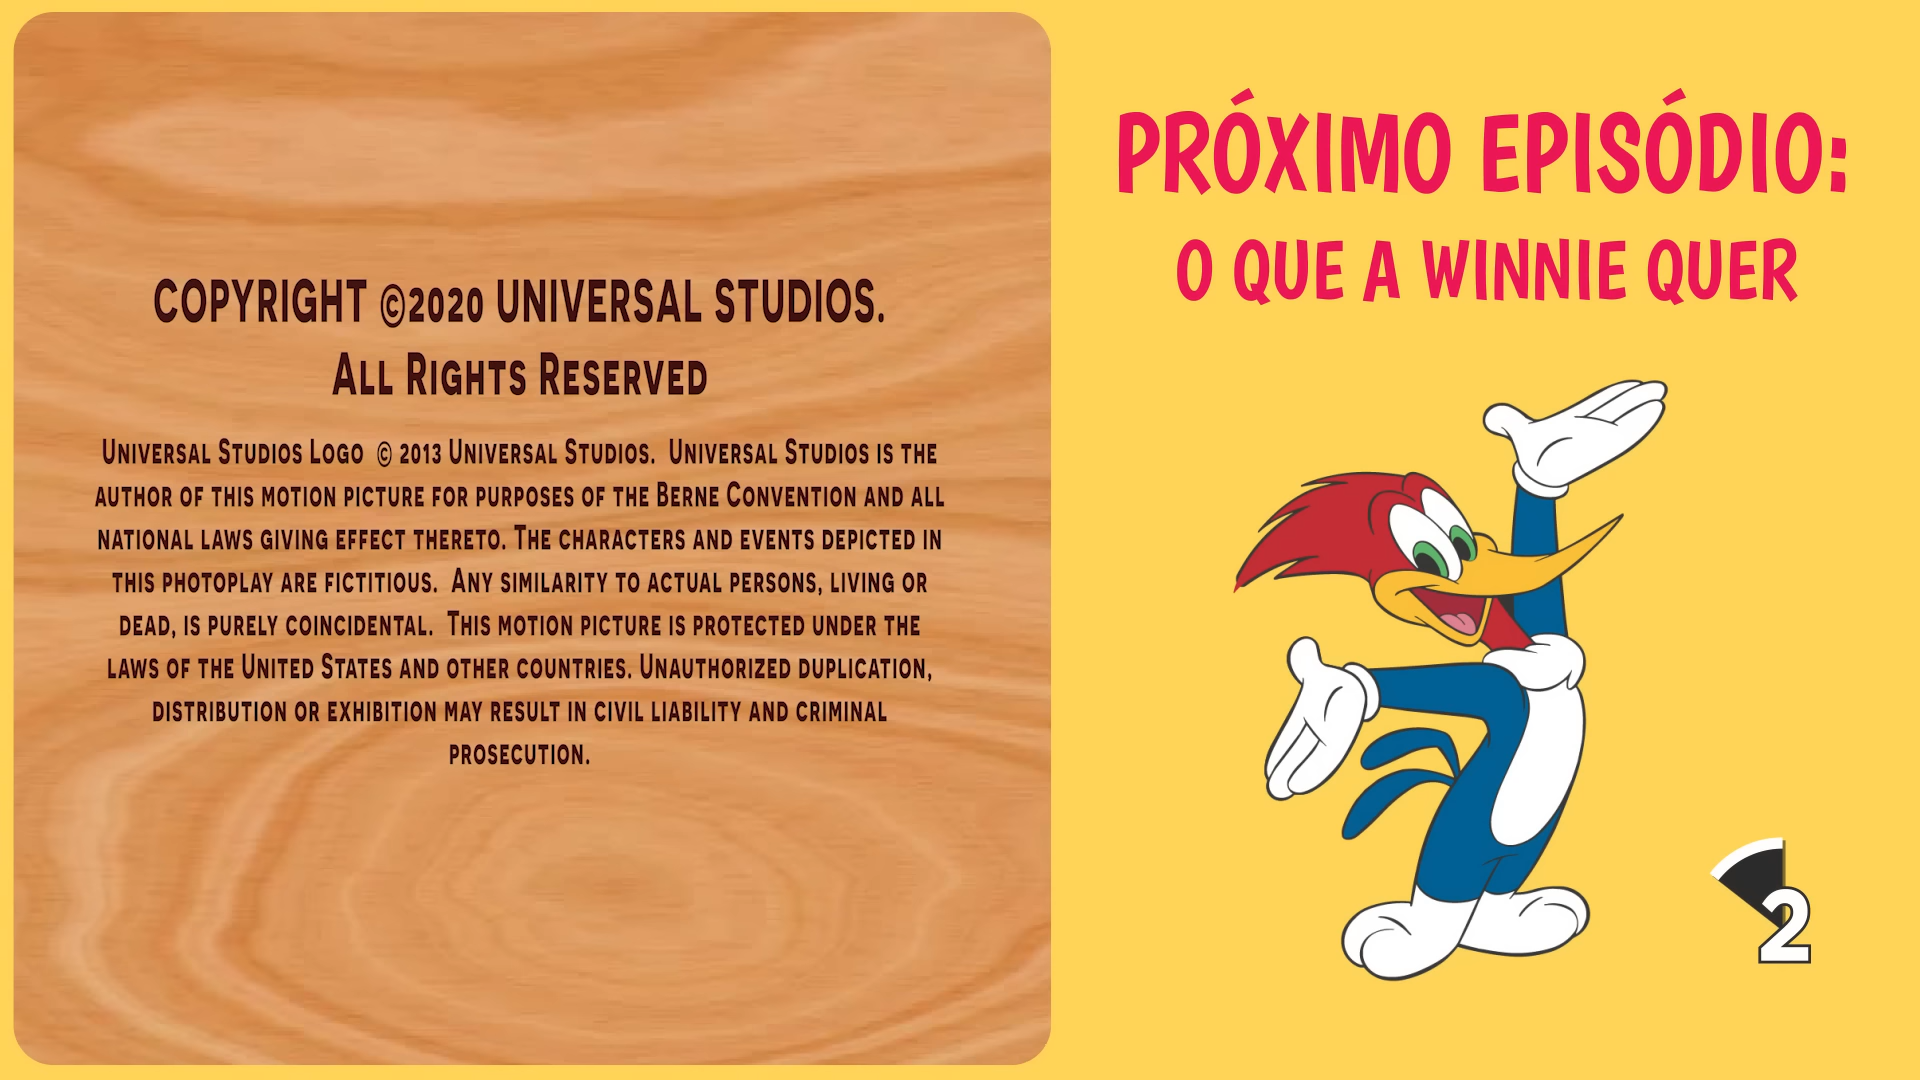 COPYRIGHT ©2020 UNIVERSAL STUDIOS.
ALL RIGHTS RESERVED
UNIVERSAL STUDIOS LOGO © 2013 UNIVERSAL STUDIOS. UNIVERSAL STUDIOS IS THE
AUTHOR OF THIS MOTION PICTURE FOR PURPOSES OF THE BERNE CONVENTION AND ALL
NATIONAL LAWS GIVING EFFECT THERETO. THE CHARACTERS AND EVENTS DEPICTED IN
THIS PHOTOPLAY ARE FICTITIOUS. ANY SIMILARITY TO ACTUAL PERSONS, LIVING OR
DEAD, IS PURELY COINCIDENTAL. THIS MOTION PICTURE IS PROTECTED UNDER THE
LAWS OF THE UNITED STATES AND OTHER COUNTRIES. UNAUTHORIZED DUPLICATION,
DISTRIBUTION OR EXHIBITION MAY RESULT IN CIVIL LIABILITY AND CRIMINAL
PROSECUTION.
PRÓXIMO EPISÓDIO:
O QUE A WINNIE QUER
2